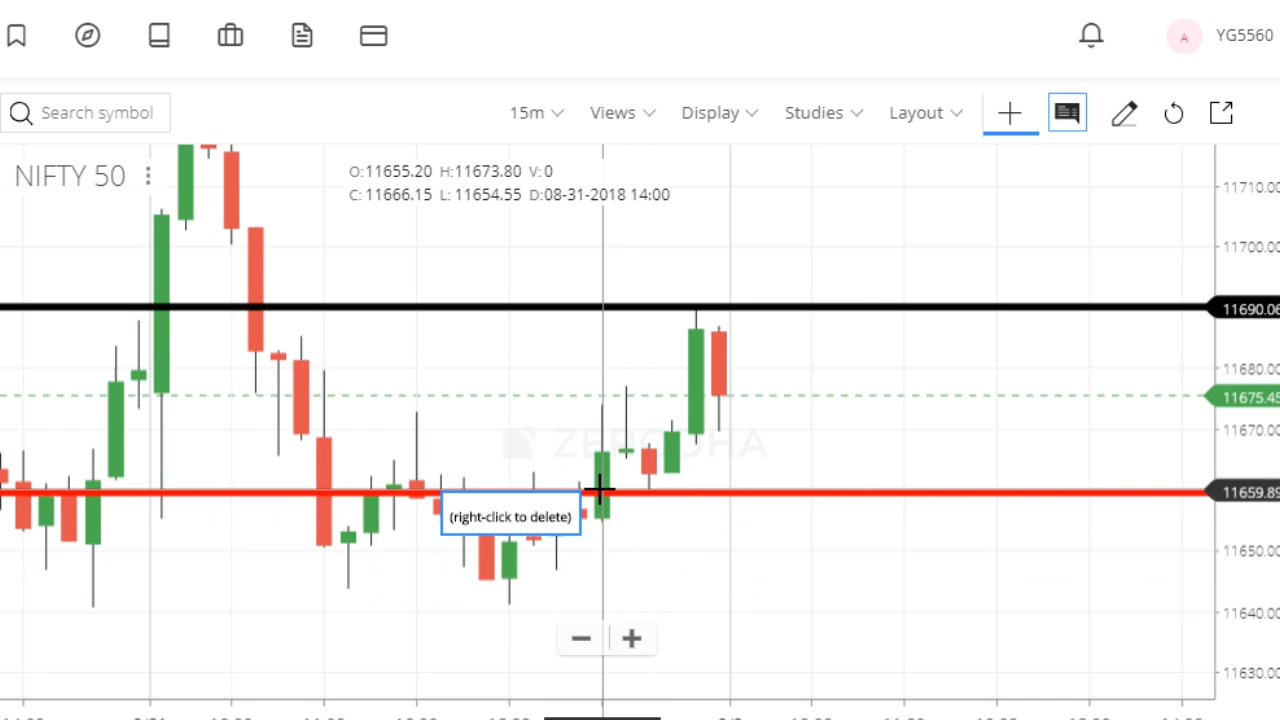 A YG5560
Search symbol 15m Views Display Studies Layout
NIFTY 50
O:11655.20 H:11673.80 V:0
C: 11666.15 L: 11654.55 D:08-31-2018 14:00
11710.00
11700.00
11690.06
11680.00
11675.45
11670.00
ZERODHA
11659.89
(right-click to delete)
11650.00
11640.00
11630.00